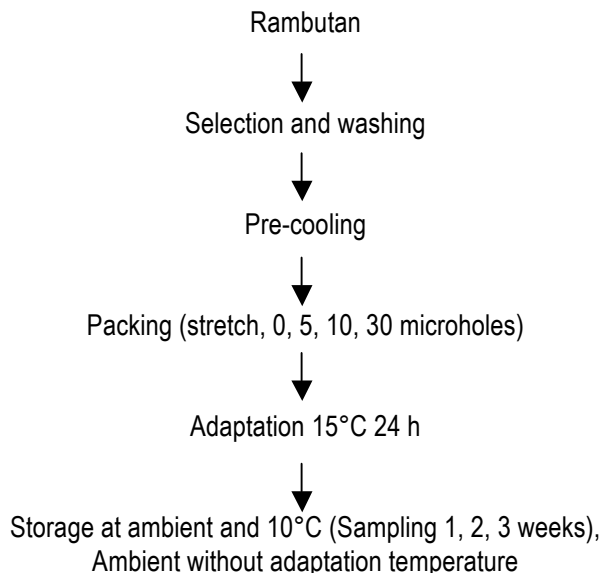 Rambutan
Selection and washing
Pre-cooling
Packing (stretch, 0, 5, 10, 30 microholes)
Adaptation 15°C 24 h
Storage at ambient and 10°C (Sampling 1, 2, 3 weeks),
Ambient without adaptation temperature